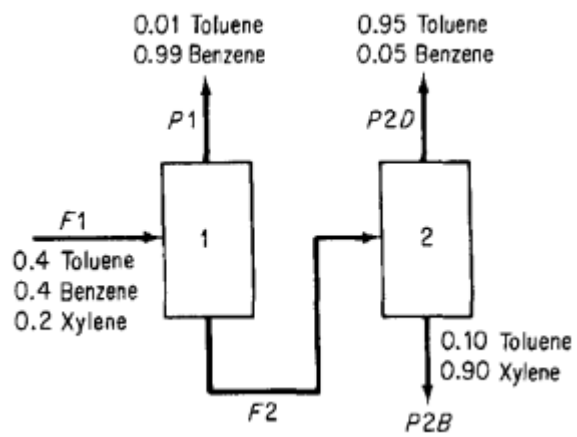 0.01 Toluene
0.99 Benzene
0.95 Toluene
0.05 Benzene
P1
P2D
F1
1
2
0.4 Toluene
0.4 Benzene
0.2 Xylene
0.10 Toluene
0.90 Xylene
F2
P2B